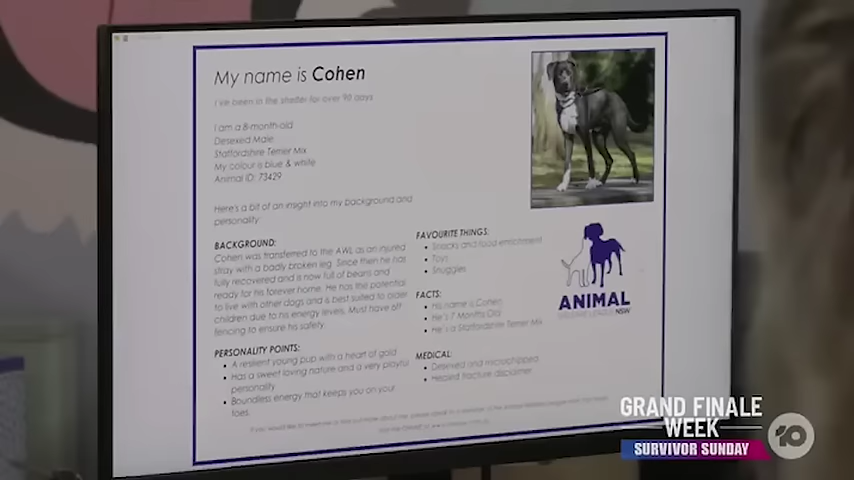 My name is Cohen
I've been in the shelter for over 90 days
I am a 8-month-old
Desexed Male
Staffordshire Terrier Mix
My colour is blue & white
Animal ID: 73429
Here's a bit of an insight into my background and
personality:
BACKGROUND:
Cohen was transferred to the AWL as an injured
stray with a badly broken leg. Since then he has
fully recovered and is now full of beans and
ready for his forever home. He has the potential
to live with other dogs and is best suited to older
children due to his energy levels. Must have off
fencing to ensure his safety.
PERSONALITY POINTS:
A resilient young pup with a heart of gold
Has a sweet loving nature and a very playful
personality
Boundless energy that keeps you on your
toes.
FAVOURITE THINGS:
Snacks and food enrichment
Toys
Snuggles
FACTS:
His name is Cohen
He's 7 Months Old
He's a Staffordshire Terrier Mix
MEDICAL:
Desexed and microchipped
Healed fracture disclaimer
ANIMAL
WELFARE LEAGUE NSW
GRAND FINALE
WEEK
SURVIVOR SUNDAY
10